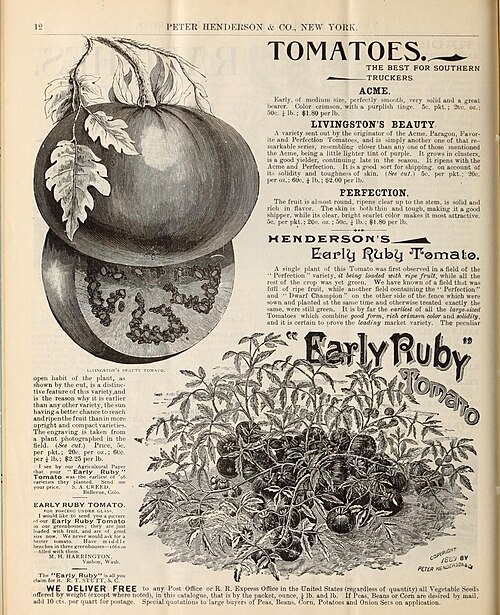 12
PETER HENDERSON & CO., NEW YORK.
TOMATOES.
THE BEST FOR SOUTHERN
TRUCKERS.
ACME.
Early, of medium size, perfectly smooth, very solid and a great
bearer. Color crimson, with a purplish tinge. 5c. pkt.; 20c. oz.;
50c. ¼ lb.; $1.80 per lb.
LIVINGSTON'S BEAUTY
A variety sent out by the originator of the Acme, Paragon, Favor-
ite and Perfection Tomatoes, and is simply another one of that re-
markable series, resembling closer than any one of those mentioned
the Acme, being a little lighter tint of purple. It grows in clusters,
is a good yielder, continuing late in the season. It ripens with the
Acme and Perfection. It is a good sort for shipping, on account of
its solidity and toughness of skin. (See cut.) 5c. per pkt.; 20c.
per oz.; 60c. ¼ lb.; $2.00 per lb.
PERFECTION.
The fruit is almost round, ripens clear up to the stem, is solid and
rich in flavor. The skin is both thin and tough, making it a good
shipper, while its clear, bright scarlet color makes it most attractive.
5c. per pkt.; 20c. oz.; 50c. ¼ lb.; $1.80 per lb.
HENDERSON'S
Early Ruby Tomato.
A single plant of this Tomato was first observed in a field of the
"Perfection" variety, it being loaded with ripe fruit, while all the
rest of the crop was yet green. We have known of a field that was
full of ripe fruit, while another field containing the "Perfection"
and "Dwarf Champion" on the other side of the fence which were
sown and planted at the same time and otherwise treated exactly the
same, were still green. It is by far the earliest of all the large-sized
Tomatoes which combine good form, rich crimson color and solidity,
and it is certain to prove the leading market variety. The peculiar
LIVINGSTON'S BEAUTY TOMATO.
open habit of the plant, as
shown by the cut, is a distinc-
tive feature of this variety, and
is the reason why it is earlier
than any other variety, the sun
having a better chance to reach
and ripen the fruit than in more
upright and compact varieties.
The engraving is taken from
a plant photographed in the
field. (See cut.) Price, 5c.
per pkt.; 20c. per oz.; 60c.
per ¼ lb.; $2.25 per lb.
I see by our Agricultural Paper
that your "Early Ruby"
Tomato was the earliest of
varieties they planted. Send me
your price. S. A. CREED,
Bellevue, Colo.
EARLY RUBY TOMATO.
FOR FORCING UNDER GLASS.
I would like to send you a picture
of our Early Ruby Tomato
in our greenhouses; they are just
loaded with fruit, and are of good
size now. We never would ask for a
better tomato. Have middle
benches in three greenhouses
filled with them.
M. H. HARRINGTON,
Vashon, Wash.
The "Early Ruby" is all you
claim for it. R. T. STUTT, S. C.
"Early Ruby"
Tomato
COPYRIGHT
BY
PETER HENDERSON & CO
WE DELIVER FREE to any Post Office or R. R. Express Office in the United States (regardless of quantity) all Vegetable Seeds
offered by weight (except where noted), in this catalogue, that is by the packet, ounce, ¼ lb. and lb. If Peas, Beans or Corn are desired by mail,
add 10 cts. per quart for postage. Special quotations to large buyers of Peas, Beans, Corn, Potatoes and Onion Sets on application.